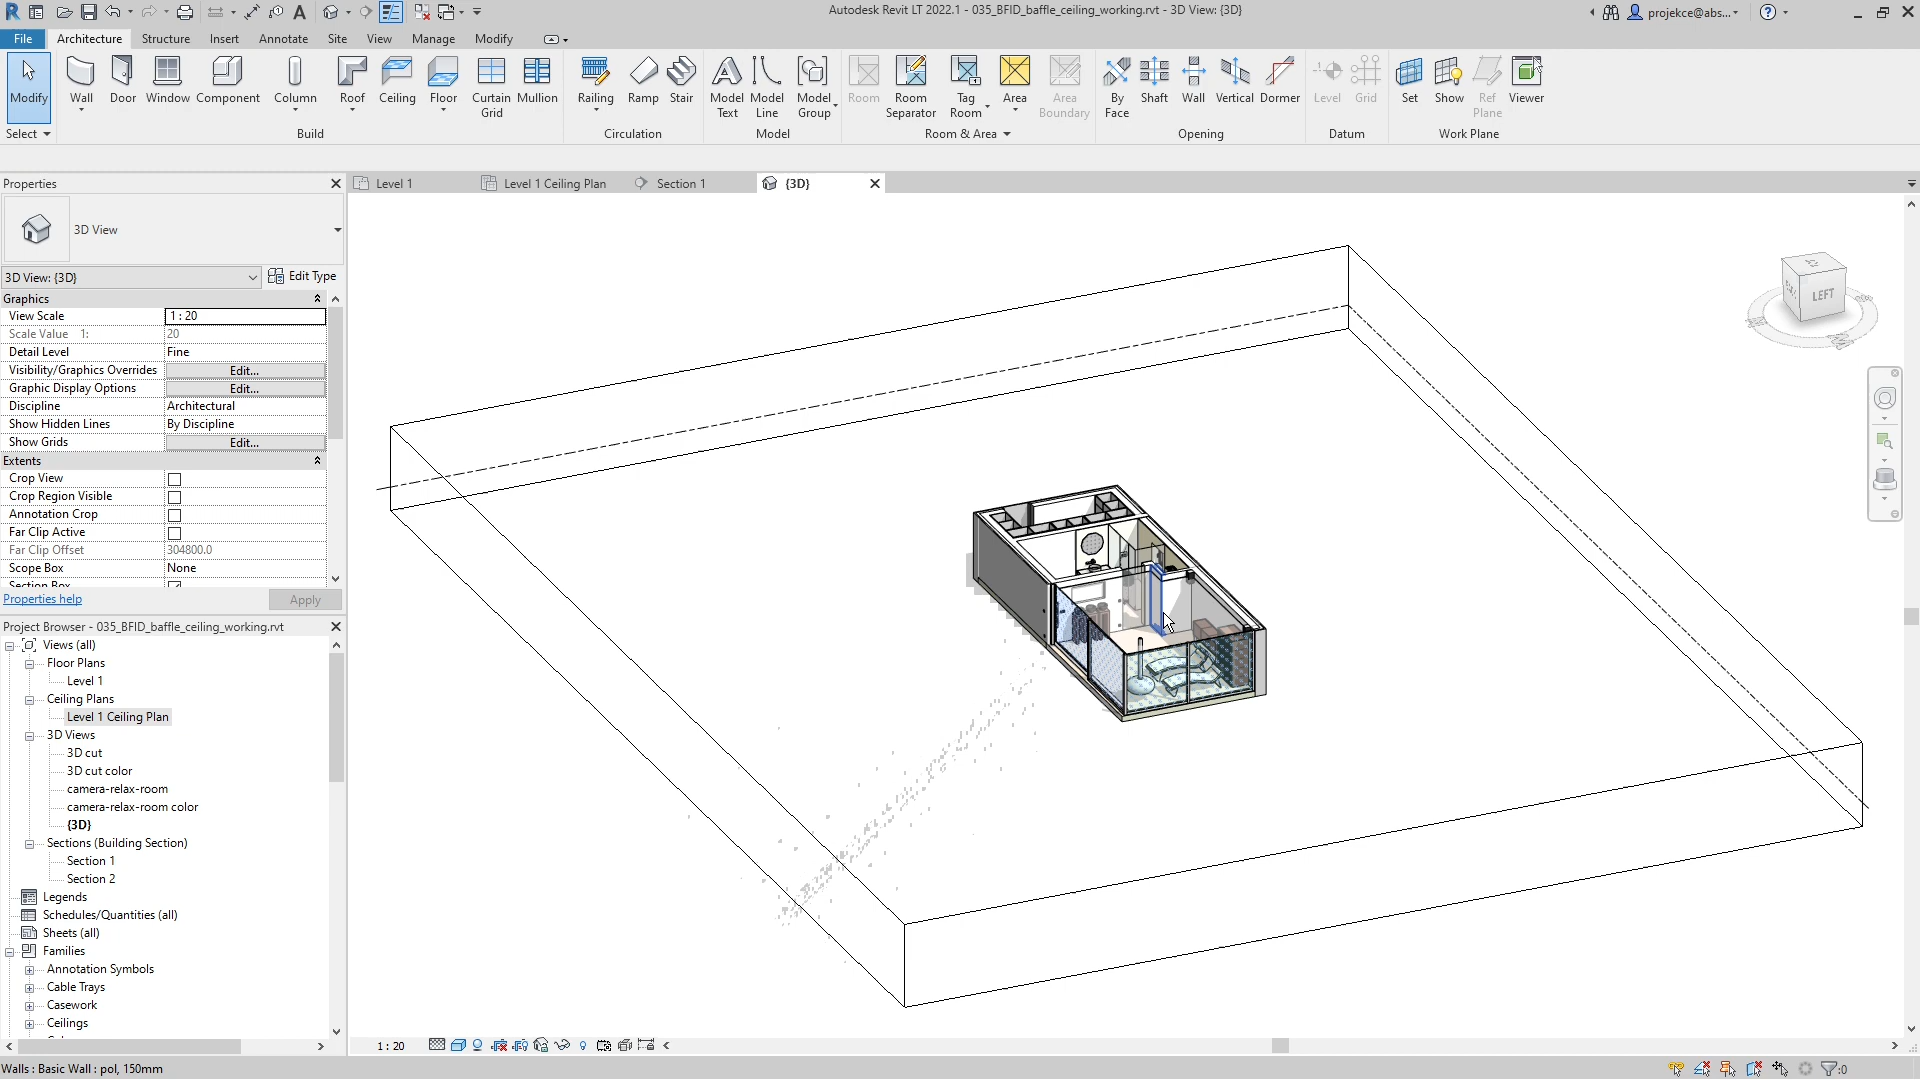 Autodesk Revit LT 2022.1 - 035_BFID_baffle_ceiling_working.rvt - 3D View: {3D}
projekce@abs...
File Architecture Structure Insert Annotate Site View Manage Modify
Modify Wall Door Window Component Column Roof Ceiling Floor Curtain Grid Mullion Railing Ramp Stair Model Text Model Line Model Group Room Room Separator Tag Room Area Area Boundary By Face Shaft Wall Vertical Dormer Level Grid Set Show Ref Plane Viewer
Select Build Circulation Model Room & Area Opening Datum Work Plane
Properties
Level 1 Level 1 Ceiling Plan Section 1 {3D}
3D View
3D View: {3D} Edit Type
Graphics
View Scale 1 : 20
Scale Value 1: 20
Detail Level Fine
Visibility/Graphics Overrides Edit...
Graphic Display Options Edit...
Discipline Architectural
Show Hidden Lines By Discipline
Show Grids Edit...
Extents
Crop View
Crop Region Visible
Annotation Crop
Far Clip Active
Far Clip Offset 304800.0
Scope Box None
Section Box
Properties help Apply
Project Browser - 035_BFID_baffle_ceiling_working.rvt
Views (all)
Floor Plans
Level 1
Ceiling Plans
Level 1 Ceiling Plan
3D Views
3D cut
3D cut color
camera-relax-room
camera-relax-room color
{3D}
Sections (Building Section)
Section 1
Section 2
Legends
Schedules/Quantities (all)
Sheets (all)
Families
Annotation Symbols
Cable Trays
Casework
Ceilings
LEFT
1 : 20
Walls : Basic Wall : pol, 150mm
:0